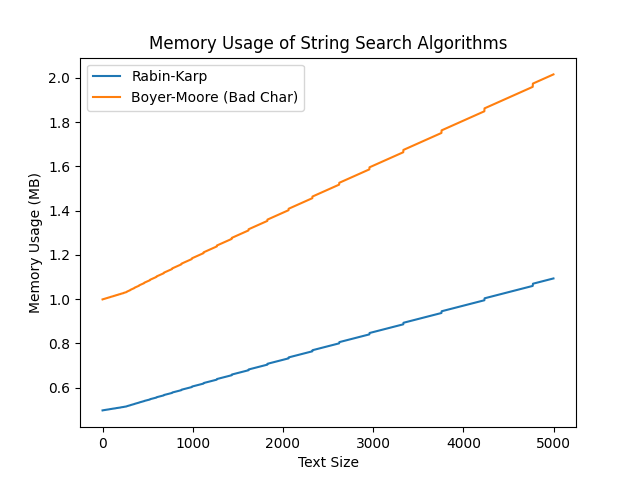 Memory Usage of String Search Algorithms
Rabin-Karp
Boyer-Moore (Bad Char)
Memory Usage (MB)
2.0
1.8
1.6
1.4
1.2
1.0
0.8
0.6
0
1000
2000
3000
4000
5000
Text Size